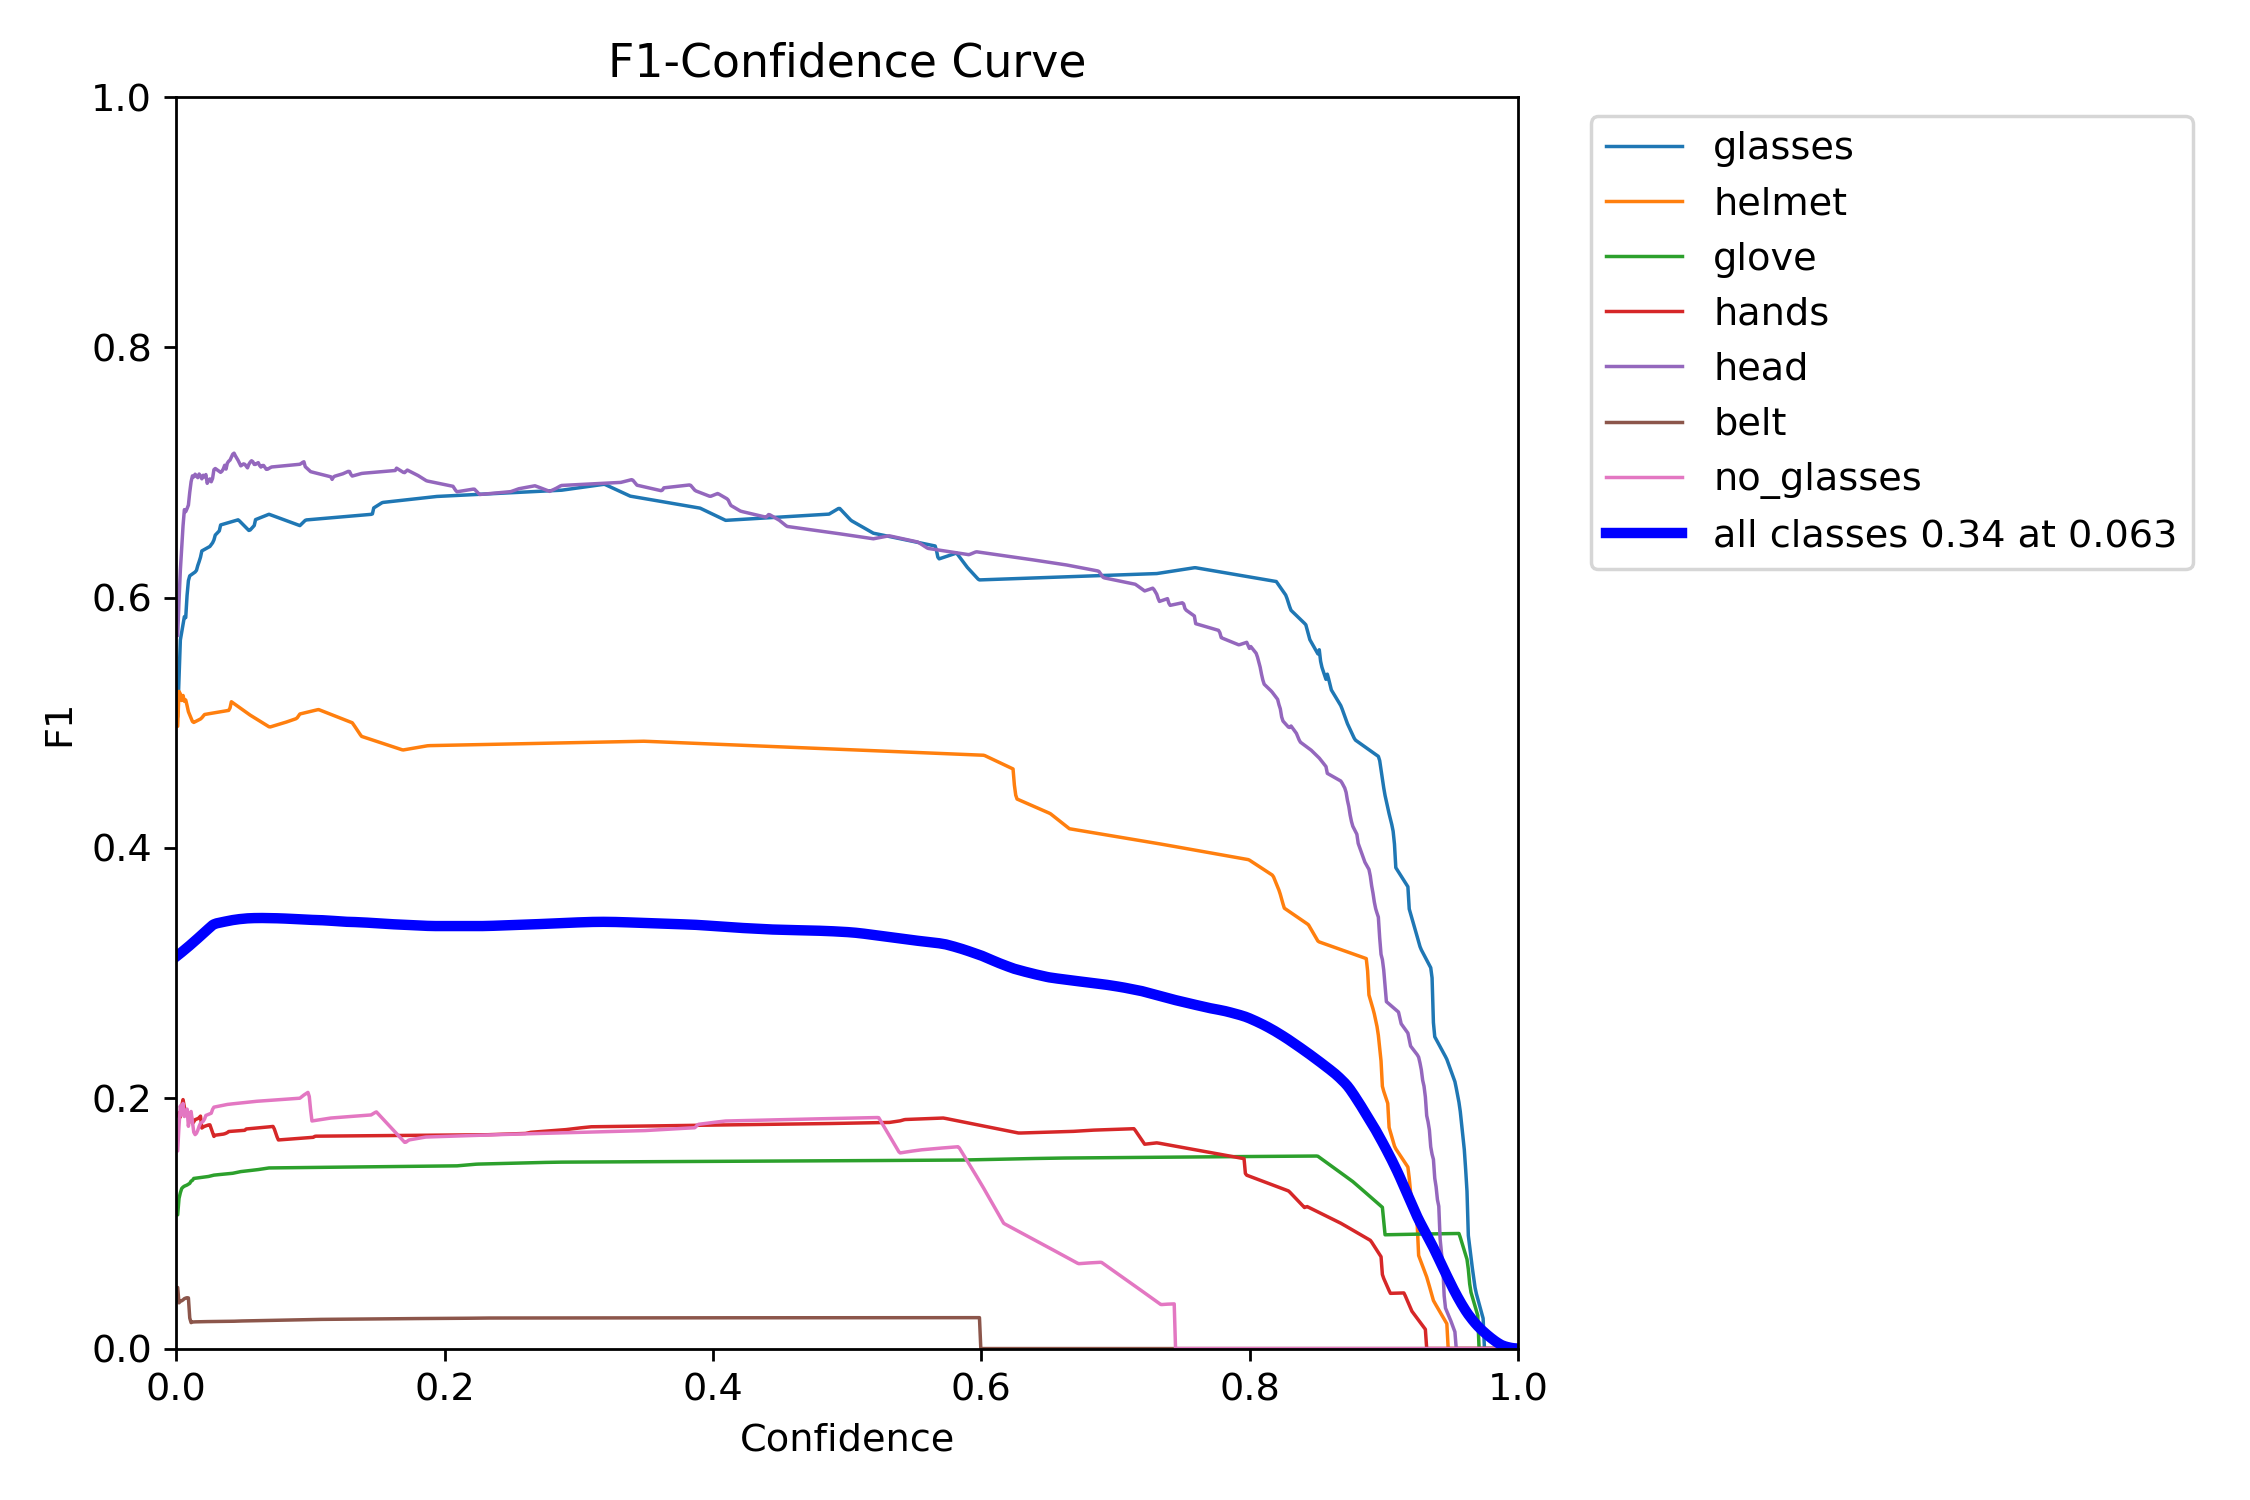 F1-Confidence Curve
1.0
0.8
0.6
0.4
0.2
0.0
F1
0.0 0.2 0.4 0.6 0.8 1.0
Confidence
glasses
helmet
glove
hands
head
belt
no_glasses
all classes 0.34 at 0.063